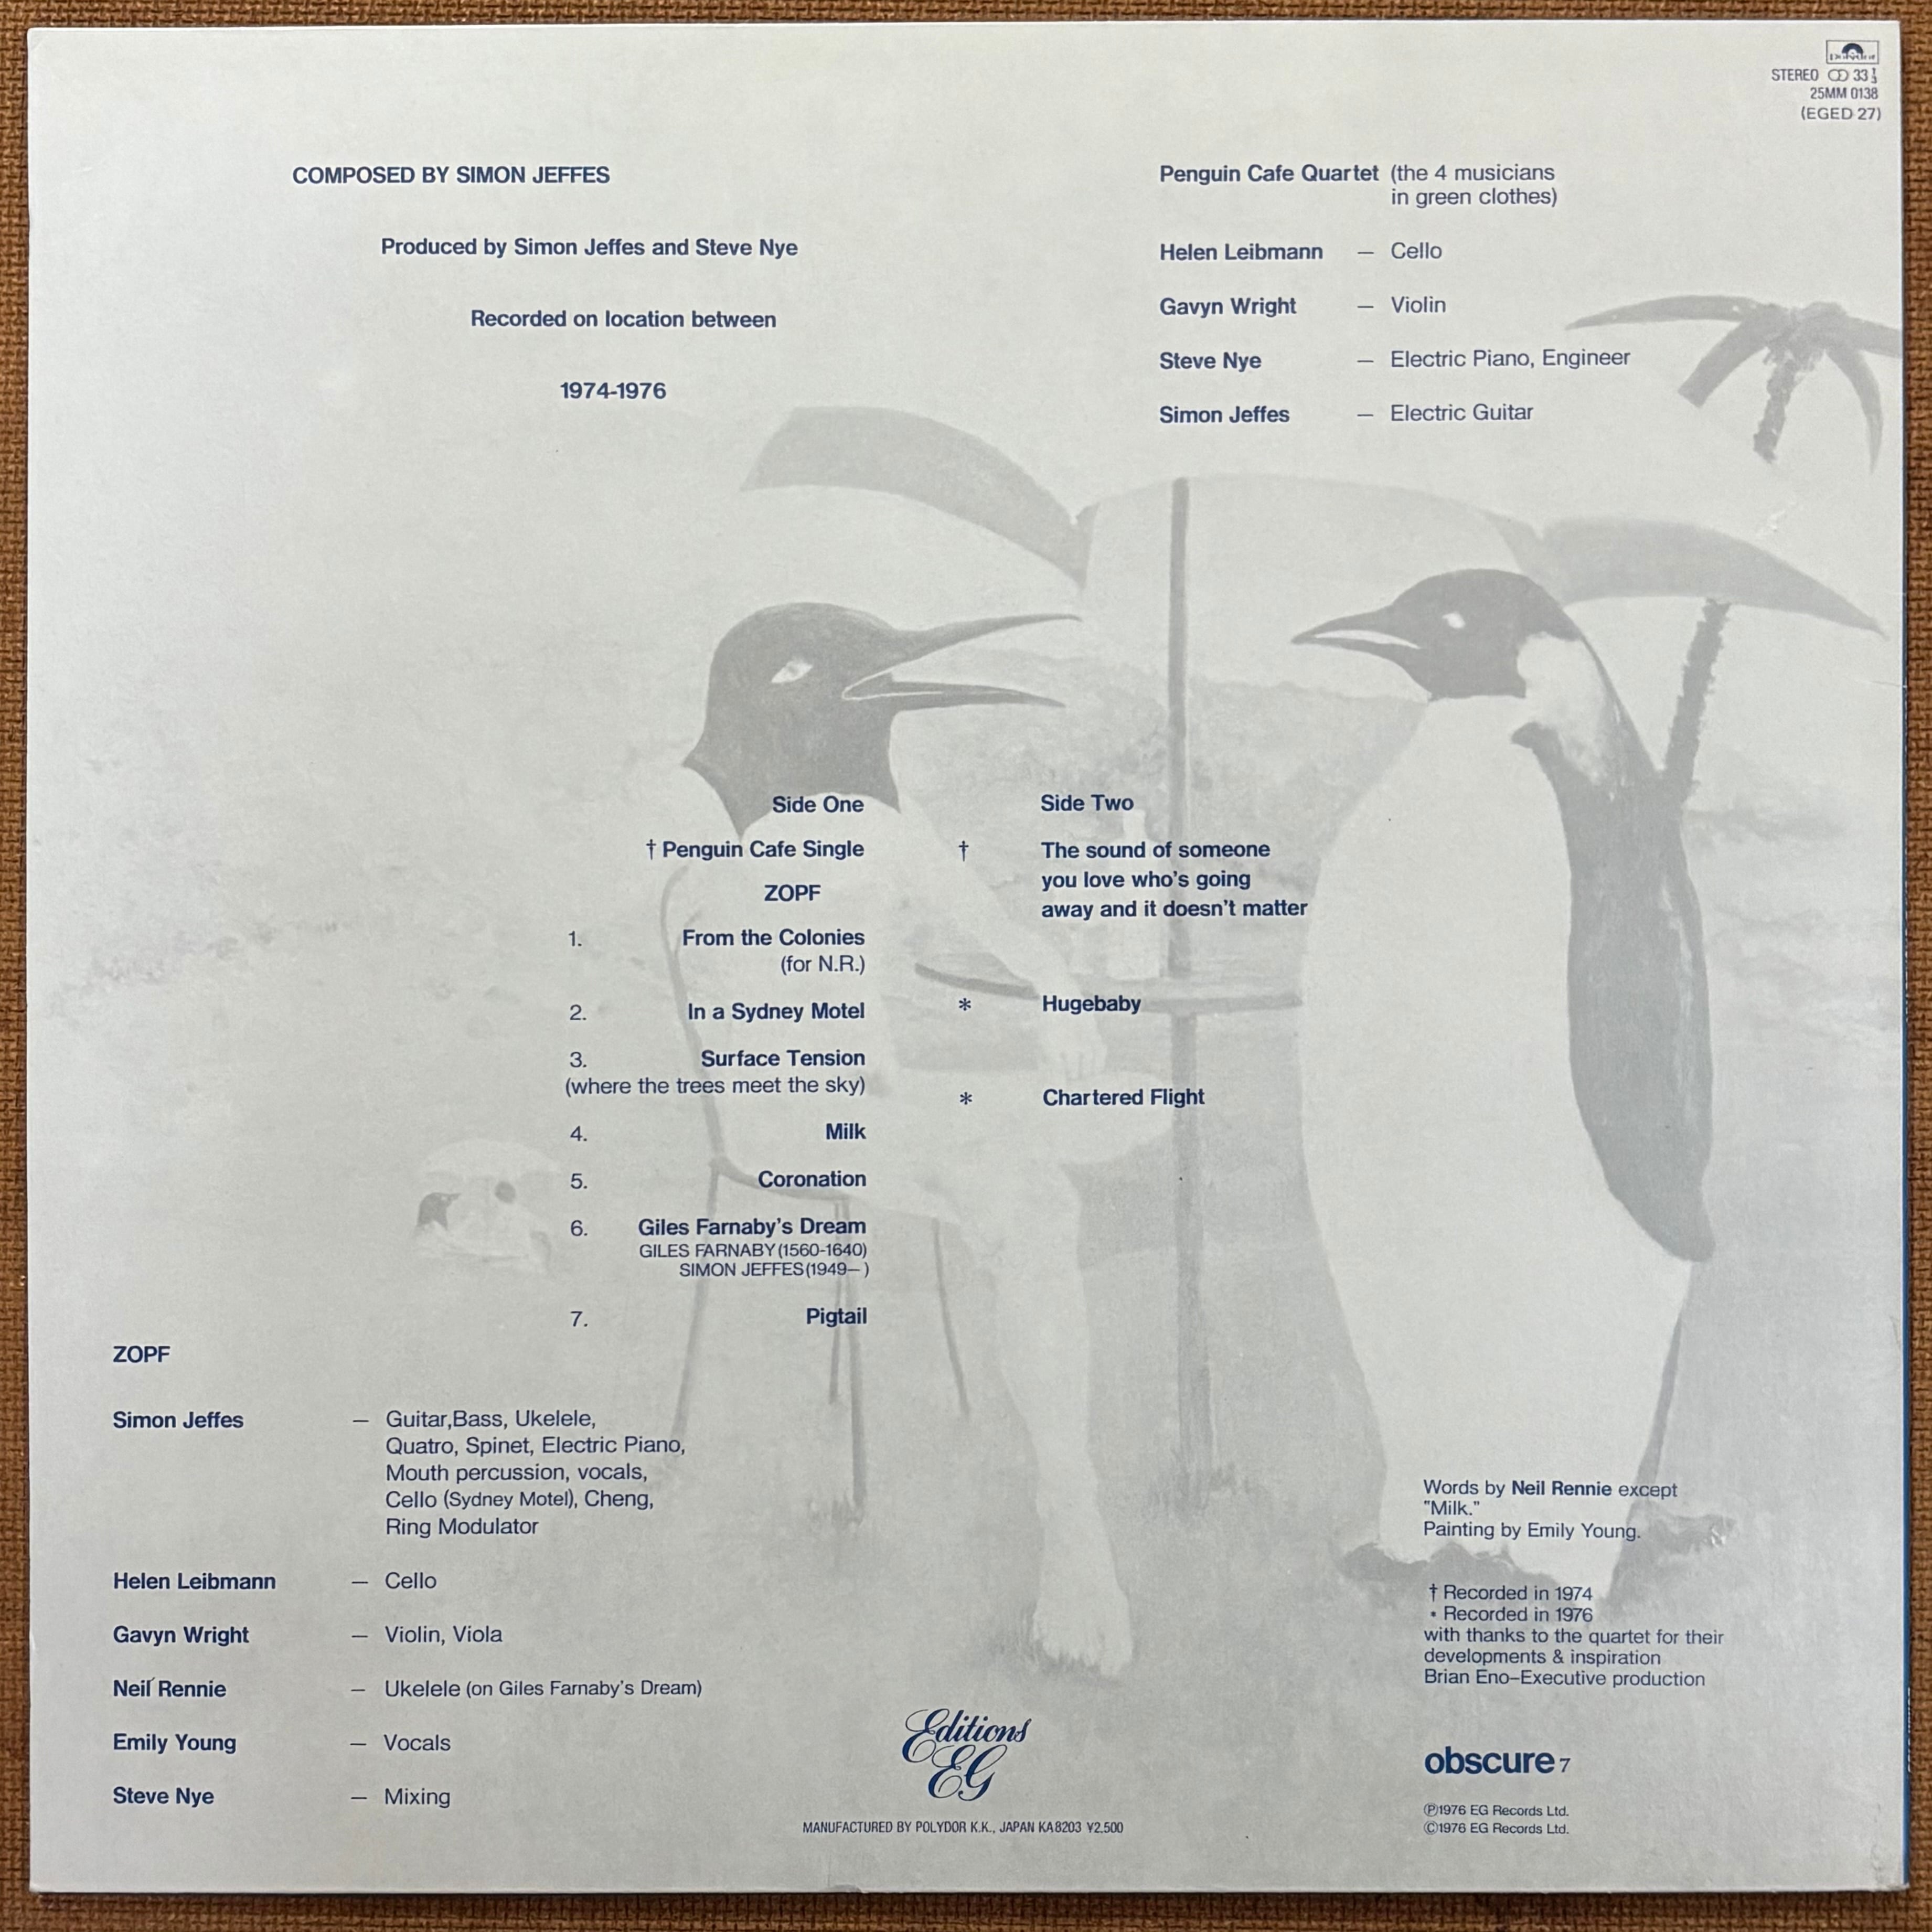 polydor
STEREO 33⅓
25MM 0138
(EGED 27)
COMPOSED BY SIMON JEFFES
Produced by Simon Jeffes and Steve Nye
Recorded on location between
1974-1976
Penguin Cafe Quartet (the 4 musicians
in green clothes)
Helen Leibmann — Cello
Gavyn Wright — Violin
Steve Nye — Electric Piano, Engineer
Simon Jeffes — Electric Guitar
Side One
† Penguin Cafe Single
ZOPF
1. From the Colonies
(for N.R.)
2. In a Sydney Motel
3. Surface Tension
(where the trees meet the sky)
4. Milk
5. Coronation
6. Giles Farnaby's Dream
GILES FARNABY (1560-1640)
SIMON JEFFES (1949— )
7. Pigtail
Side Two
† The sound of someone
you love who's going
away and it doesn't matter
* Hugebaby
* Chartered Flight
ZOPF
Simon Jeffes — Guitar,Bass, Ukelele,
Quatro, Spinet, Electric Piano,
Mouth percussion, vocals,
Cello (Sydney Motel), Cheng,
Ring Modulator
Helen Leibmann — Cello
Gavyn Wright — Violin, Viola
Neil Rennie — Ukelele (on Giles Farnaby's Dream)
Emily Young — Vocals
Steve Nye — Mixing
Words by Neil Rennie except
"Milk."
Painting by Emily Young.
† Recorded in 1974
* Recorded in 1976
with thanks to the quartet for their
developments & inspiration
Brian Eno–Executive production
Editions
EG
MANUFACTURED BY POLYDOR K.K., JAPAN KA8203 ¥2,500
obscure 7
Ⓟ1976 EG Records Ltd.
Ⓒ1976 EG Records Ltd.